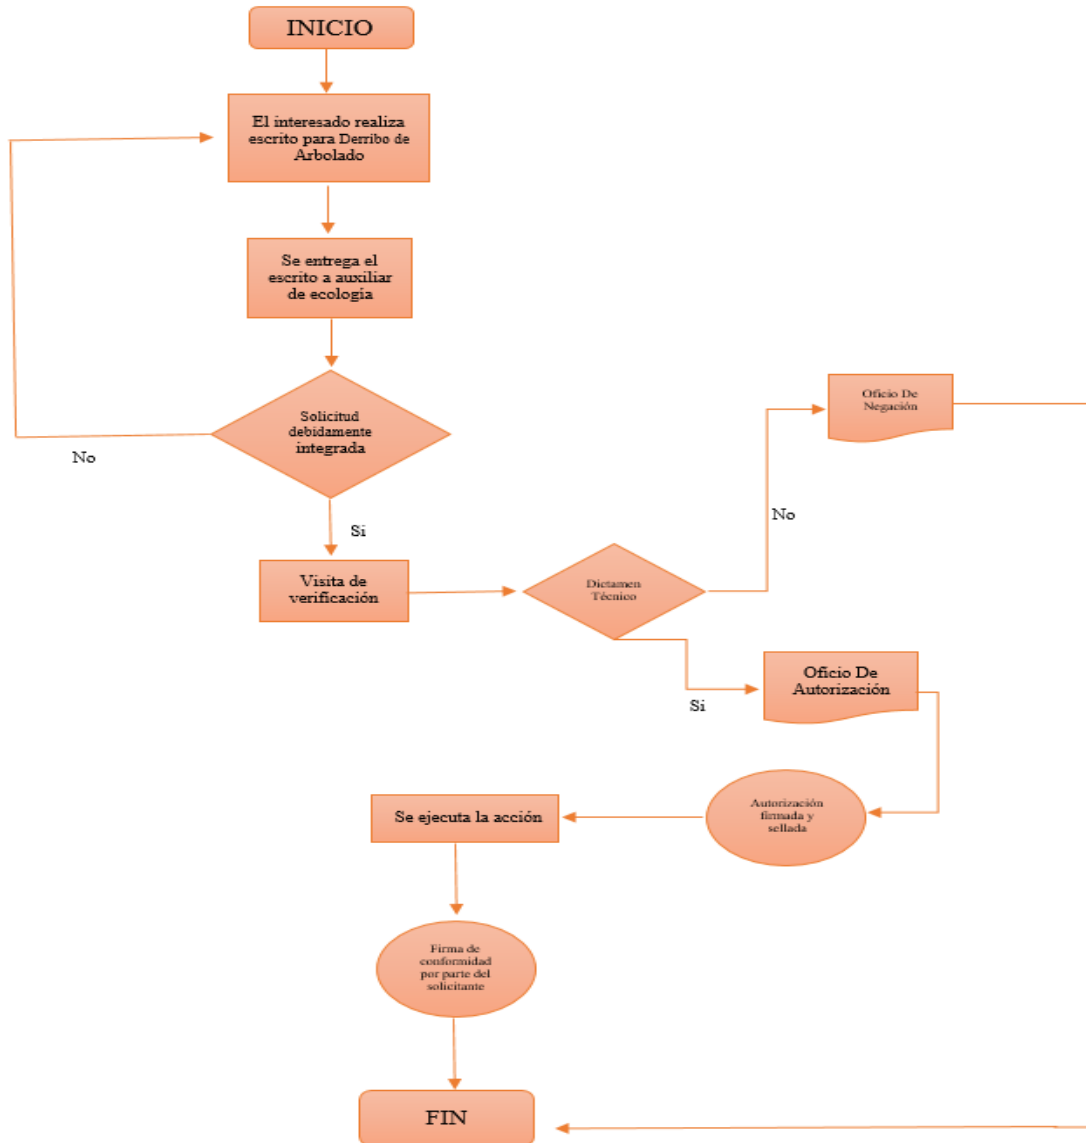 INICIO
El interesado realiza
escrito para Derribo de
Arbolado
Se entrega el
escrito a auxiliar
de ecología
Solicitud
debidamente
integrada
No
Si
Visita de
verificación
Dictamen
Técnico
No
Oficio De
Negación
Si
Oficio De
Autorización
Autorización
firmada y
sellada
Se ejecuta la acción
Firma de
conformidad
por parte del
solicitante
FIN